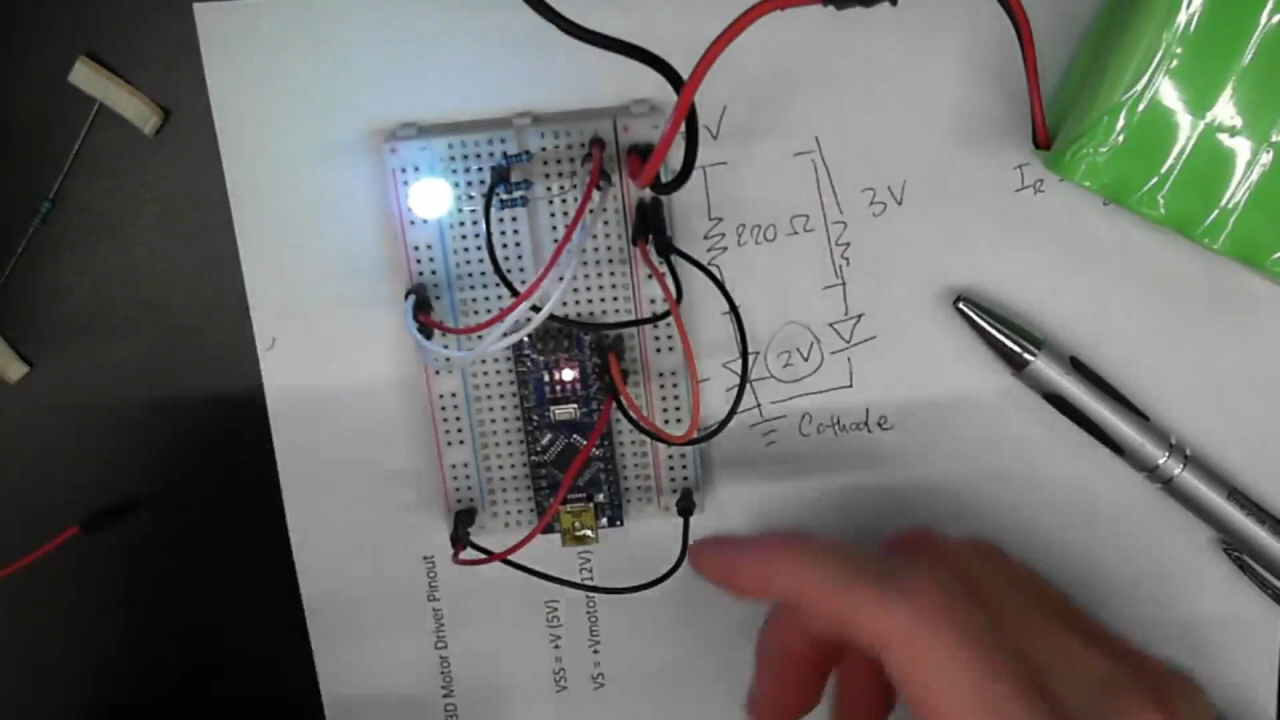 V
220 Ω
3V
2V
Cathode
3D Motor Driver Pinout
VSS = +V (5V)
VS = +Vmotor 12V)